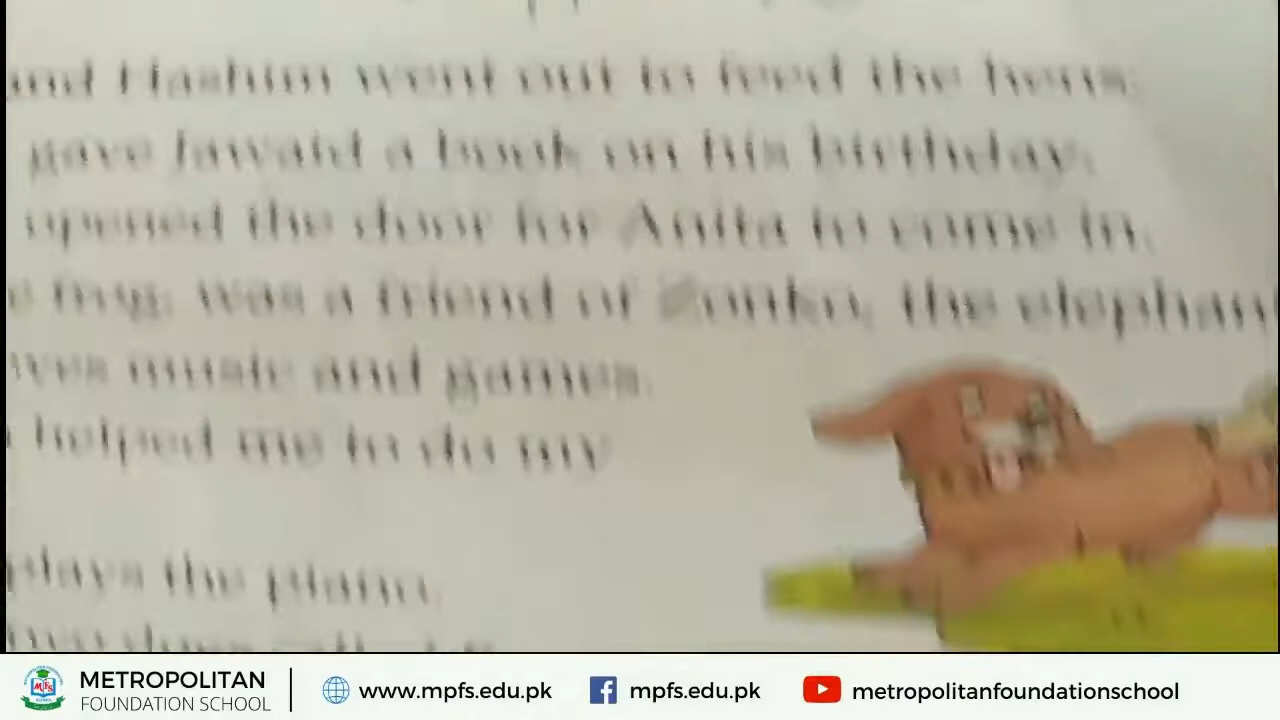 and Hashim went out to feed the hens.
gave Jawaid a book on his birthday.
opened the door for Anita to come in.
frog, was a friend of Zonko, the elephant
music and games.
helped me to do my
plays the piano.
METROPOLITAN
FOUNDATION SCHOOL
www.mpfs.edu.pk
mpfs.edu.pk
metropolitanfoundationschool